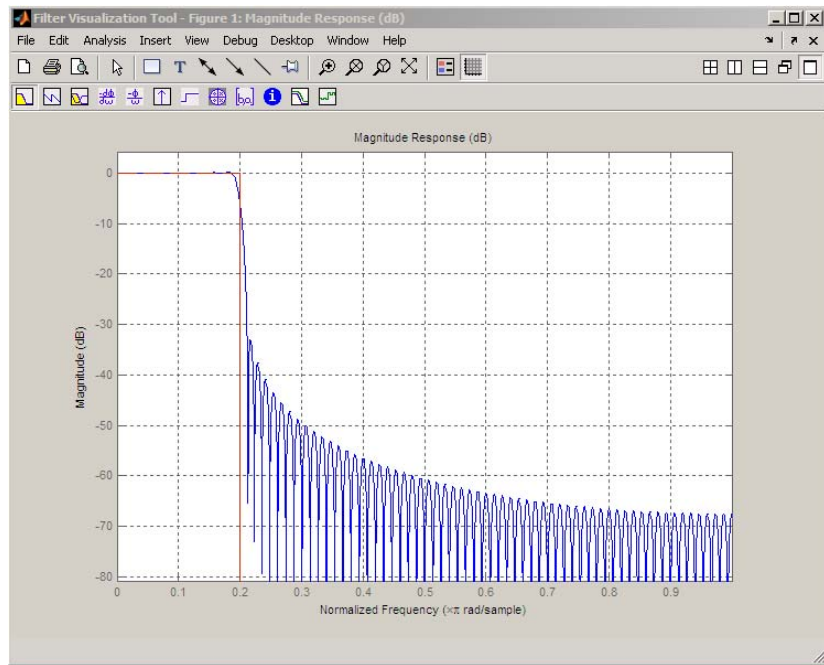 Filter Visualization Tool - Figure 1: Magnitude Response (dB)
File Edit Analysis Insert View Debug Desktop Window Help
T
Magnitude Response (dB)
0
-10
-20
-30
-40
-50
-60
-70
-80
Magnitude (dB)
0 0.1 0.2 0.3 0.4 0.5 0.6 0.7 0.8 0.9
Normalized Frequency (×π rad/sample)